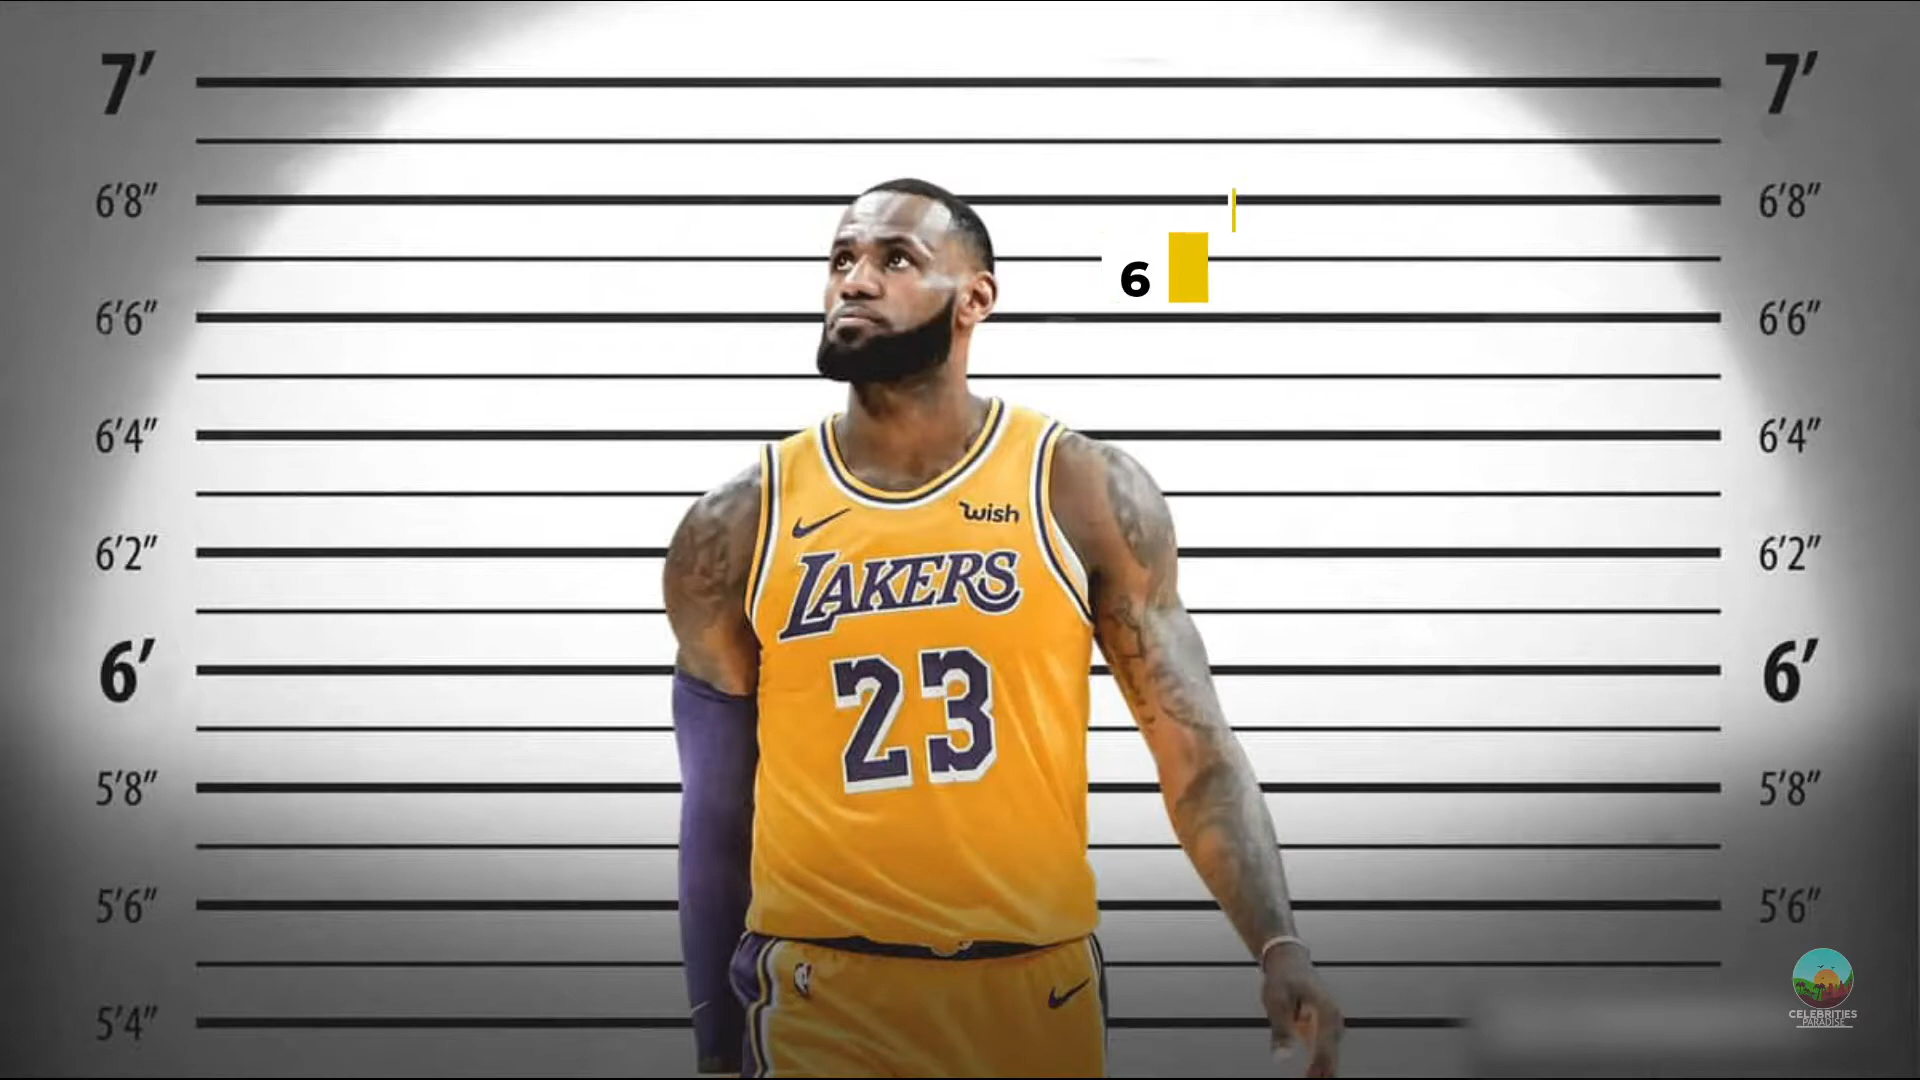 7′ 7′
6′8″ 6′8″
6
6′6″ 6′6″
6′4″ 6′4″
wish
6′2″ 6′2″
LAKERS
6′ 6′
23
5′8″ 5′8″
5′6″ 5′6″
CELEBRITIES
PARADISE
5′4″